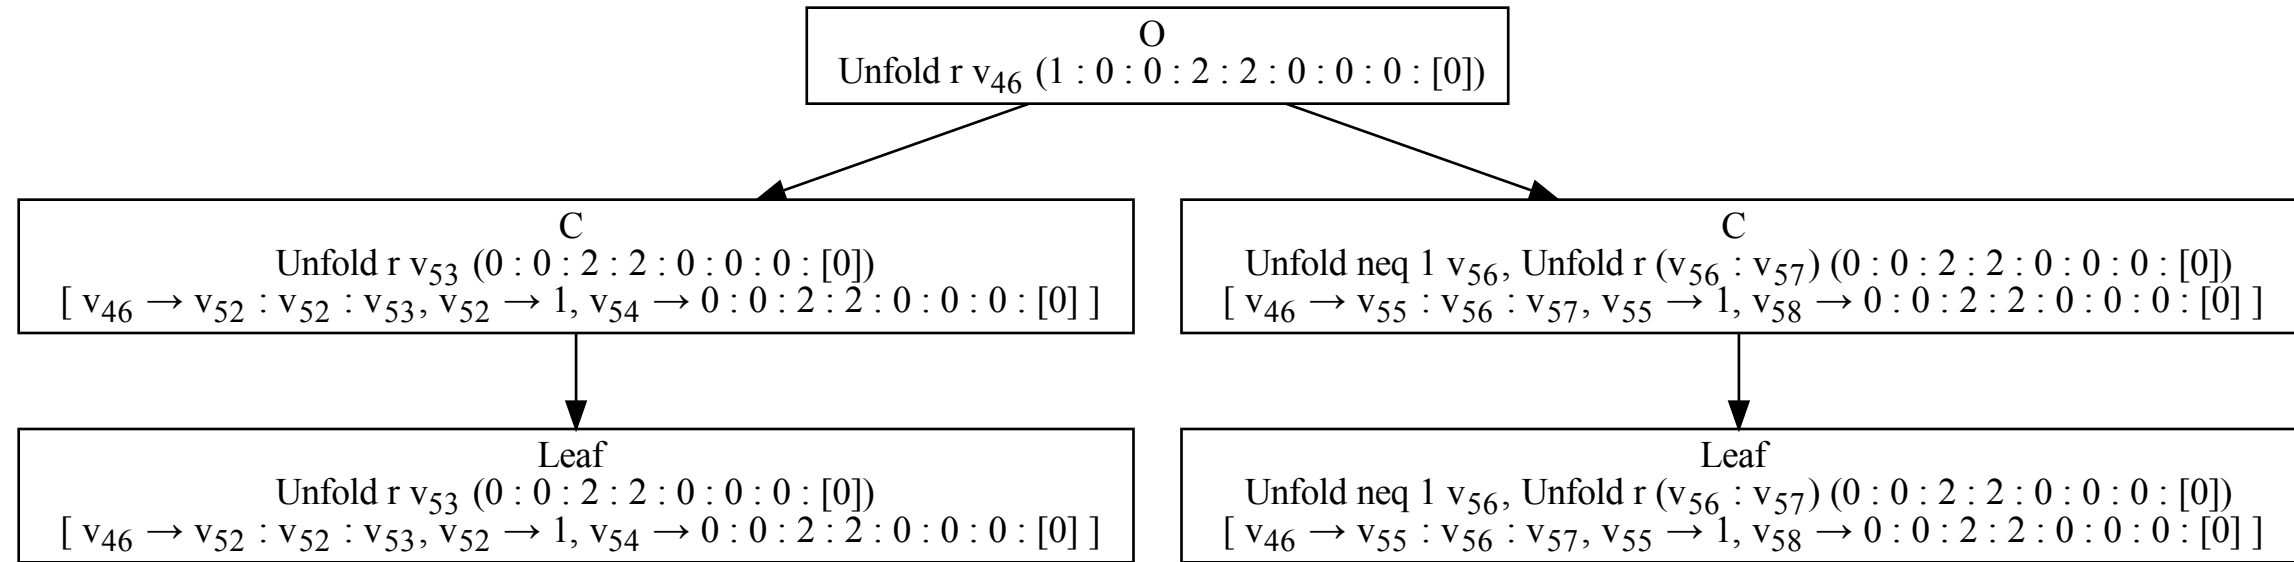 O
Unfold r v₄₆ (1 : 0 : 0 : 2 : 2 : 0 : 0 : 0 : [0])
C
Unfold r v₅₃ (0 : 0 : 2 : 2 : 0 : 0 : 0 : [0])
[ v₄₆ → v₅₂ : v₅₂ : v₅₃, v₅₂ → 1, v₅₄ → 0 : 0 : 2 : 2 : 0 : 0 : 0 : [0] ]
C
Unfold neq 1 v₅₆, Unfold r (v₅₆ : v₅₇) (0 : 0 : 2 : 2 : 0 : 0 : 0 : [0])
[ v₄₆ → v₅₅ : v₅₆ : v₅₇, v₅₅ → 1, v₅₈ → 0 : 0 : 2 : 2 : 0 : 0 : 0 : [0] ]
Leaf
Unfold r v₅₃ (0 : 0 : 2 : 2 : 0 : 0 : 0 : [0])
[ v₄₆ → v₅₂ : v₅₂ : v₅₃, v₅₂ → 1, v₅₄ → 0 : 0 : 2 : 2 : 0 : 0 : 0 : [0] ]
Leaf
Unfold neq 1 v₅₆, Unfold r (v₅₆ : v₅₇) (0 : 0 : 2 : 2 : 0 : 0 : 0 : [0])
[ v₄₆ → v₅₅ : v₅₆ : v₅₇, v₅₅ → 1, v₅₈ → 0 : 0 : 2 : 2 : 0 : 0 : 0 : [0] ]